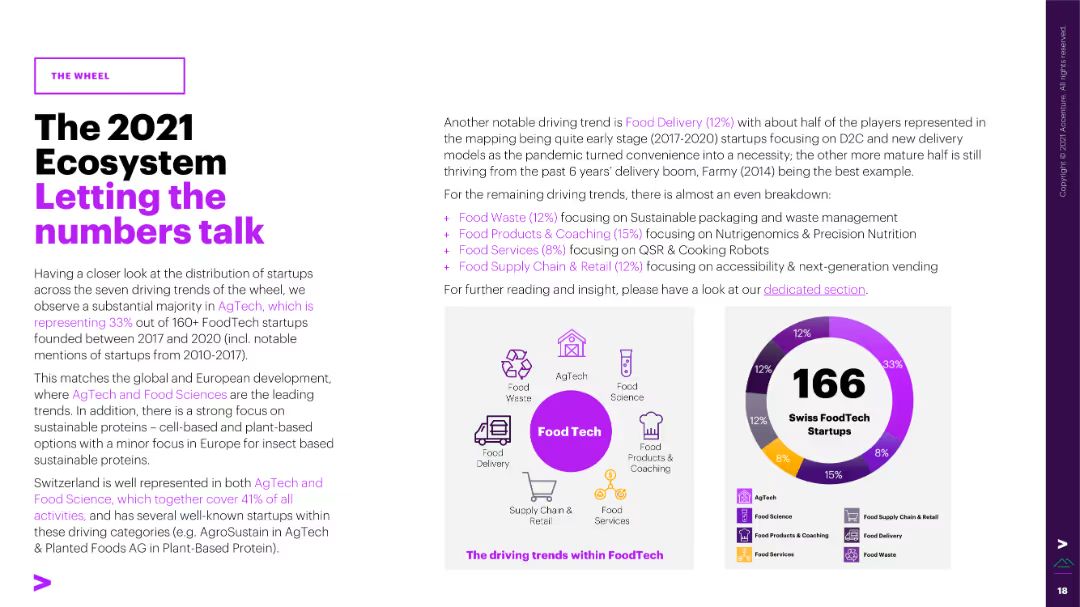 THE WHEEL
The 2021
Ecosystem
Letting the
numbers talk
Having a closer look at the distribution of startups
across the seven driving trends of the wheel, we
observe a substantial majority in AgTech, which is
representing 33% out of 160+ FoodTech startups
founded between 2017 and 2020 (incl. notable
mentions of startups from 2010-2017).
This matches the global and European development,
where AgTech and Food Sciences are the leading
trends. In addition, there is a strong focus on
sustainable proteins – cell-based and plant-based
options with a minor focus in Europe for insect based
sustainable proteins.
Switzerland is well represented in both AgTech and
Food Science, which together cover 41% of all
activities, and has several well-known startups within
these driving categories (e.g. AgroSustain in AgTech
& Planted Foods AG in Plant-Based Protein).
Another notable driving trend is Food Delivery (12%) with about half of the players represented in
the mapping being quite early stage (2017-2020) startups focusing on D2C and new delivery
models as the pandemic turned convenience into a necessity; the other more mature half is still
thriving from the past 6 years' delivery boom, Farmy (2014) being the best example.
For the remaining driving trends, there is almost an even breakdown:
+ Food Waste (12%) focusing on Sustainable packaging and waste management
+ Food Products & Coaching (15%) focusing on Nutrigenomics & Precision Nutrition
+ Food Services (8%) focusing on QSR & Cooking Robots
+ Food Supply Chain & Retail (12%) focusing on accessibility & next-generation vending
For further reading and insight, please have a look at our dedicated section.
AgTech
Food
Waste
Food
Science
Food Tech
Food
Delivery
Food
Products &
Coaching
Supply Chain &
Retail
Food
Services
The driving trends within FoodTech
12%
33%
12%
12%
8%
8%
15%
166
Swiss FoodTech
Startups
AgTech
Food Science
Food Products & Coaching
Food Services
Food Supply Chain & Retail
Food Delivery
Food Waste
Copyright © 2021 Accenture. All rights reserved.
18